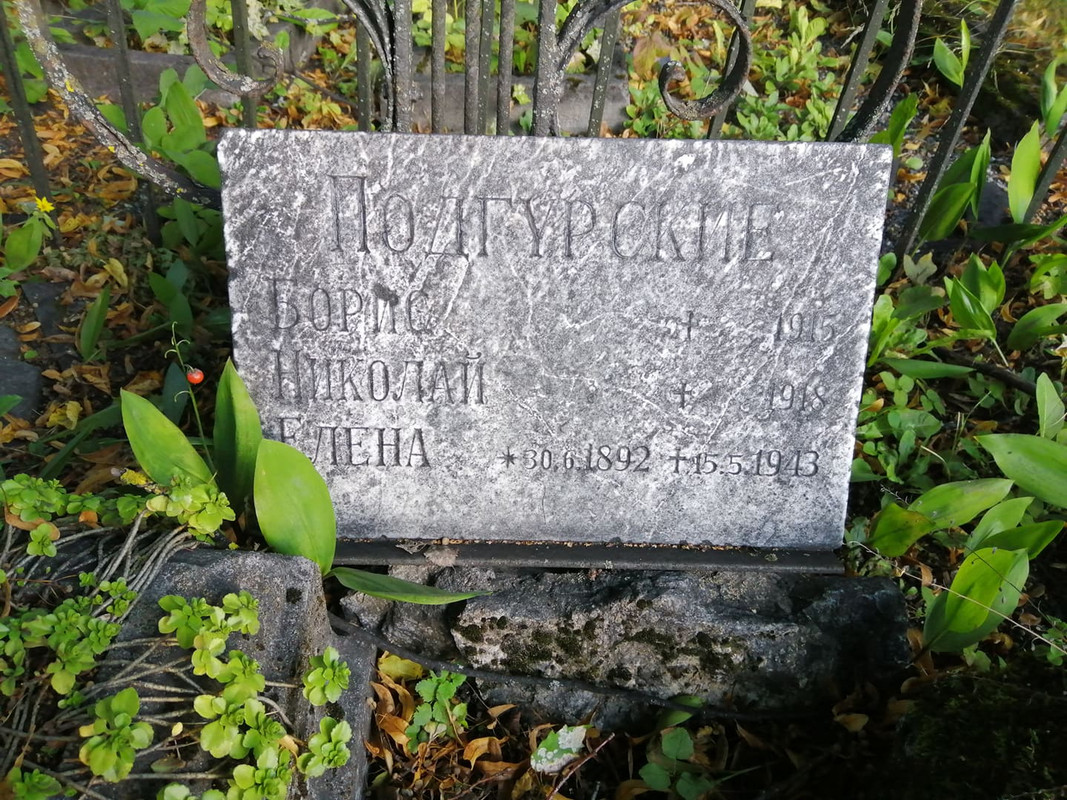 Подгурские
Борис † 1915
Николай † 1918
Елена *30.6.1892 †15.5.1943